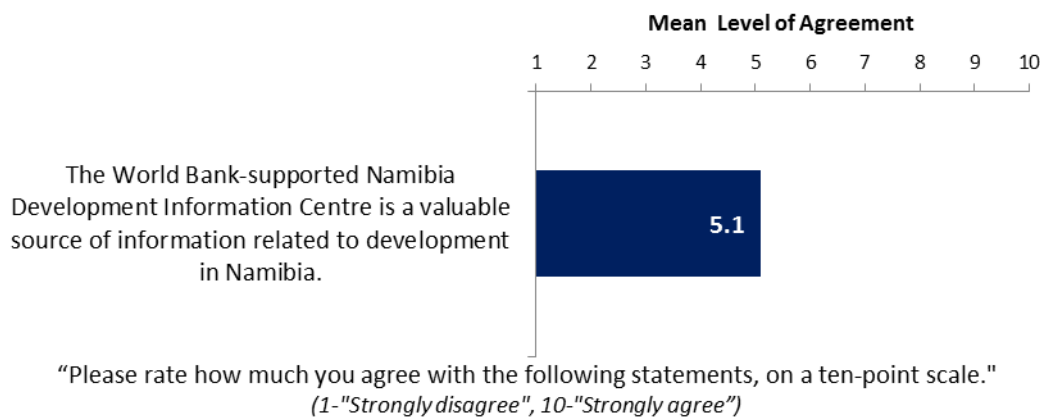 Mean Level of Agreement
1 2 3 4 5 6 7 8 9 10
The World Bank-supported Namibia
Development Information Centre is a valuable
source of information related to development
in Namibia.
5.1
“Please rate how much you agree with the following statements, on a ten-point scale."
(1-"Strongly disagree", 10-"Strongly agree”)